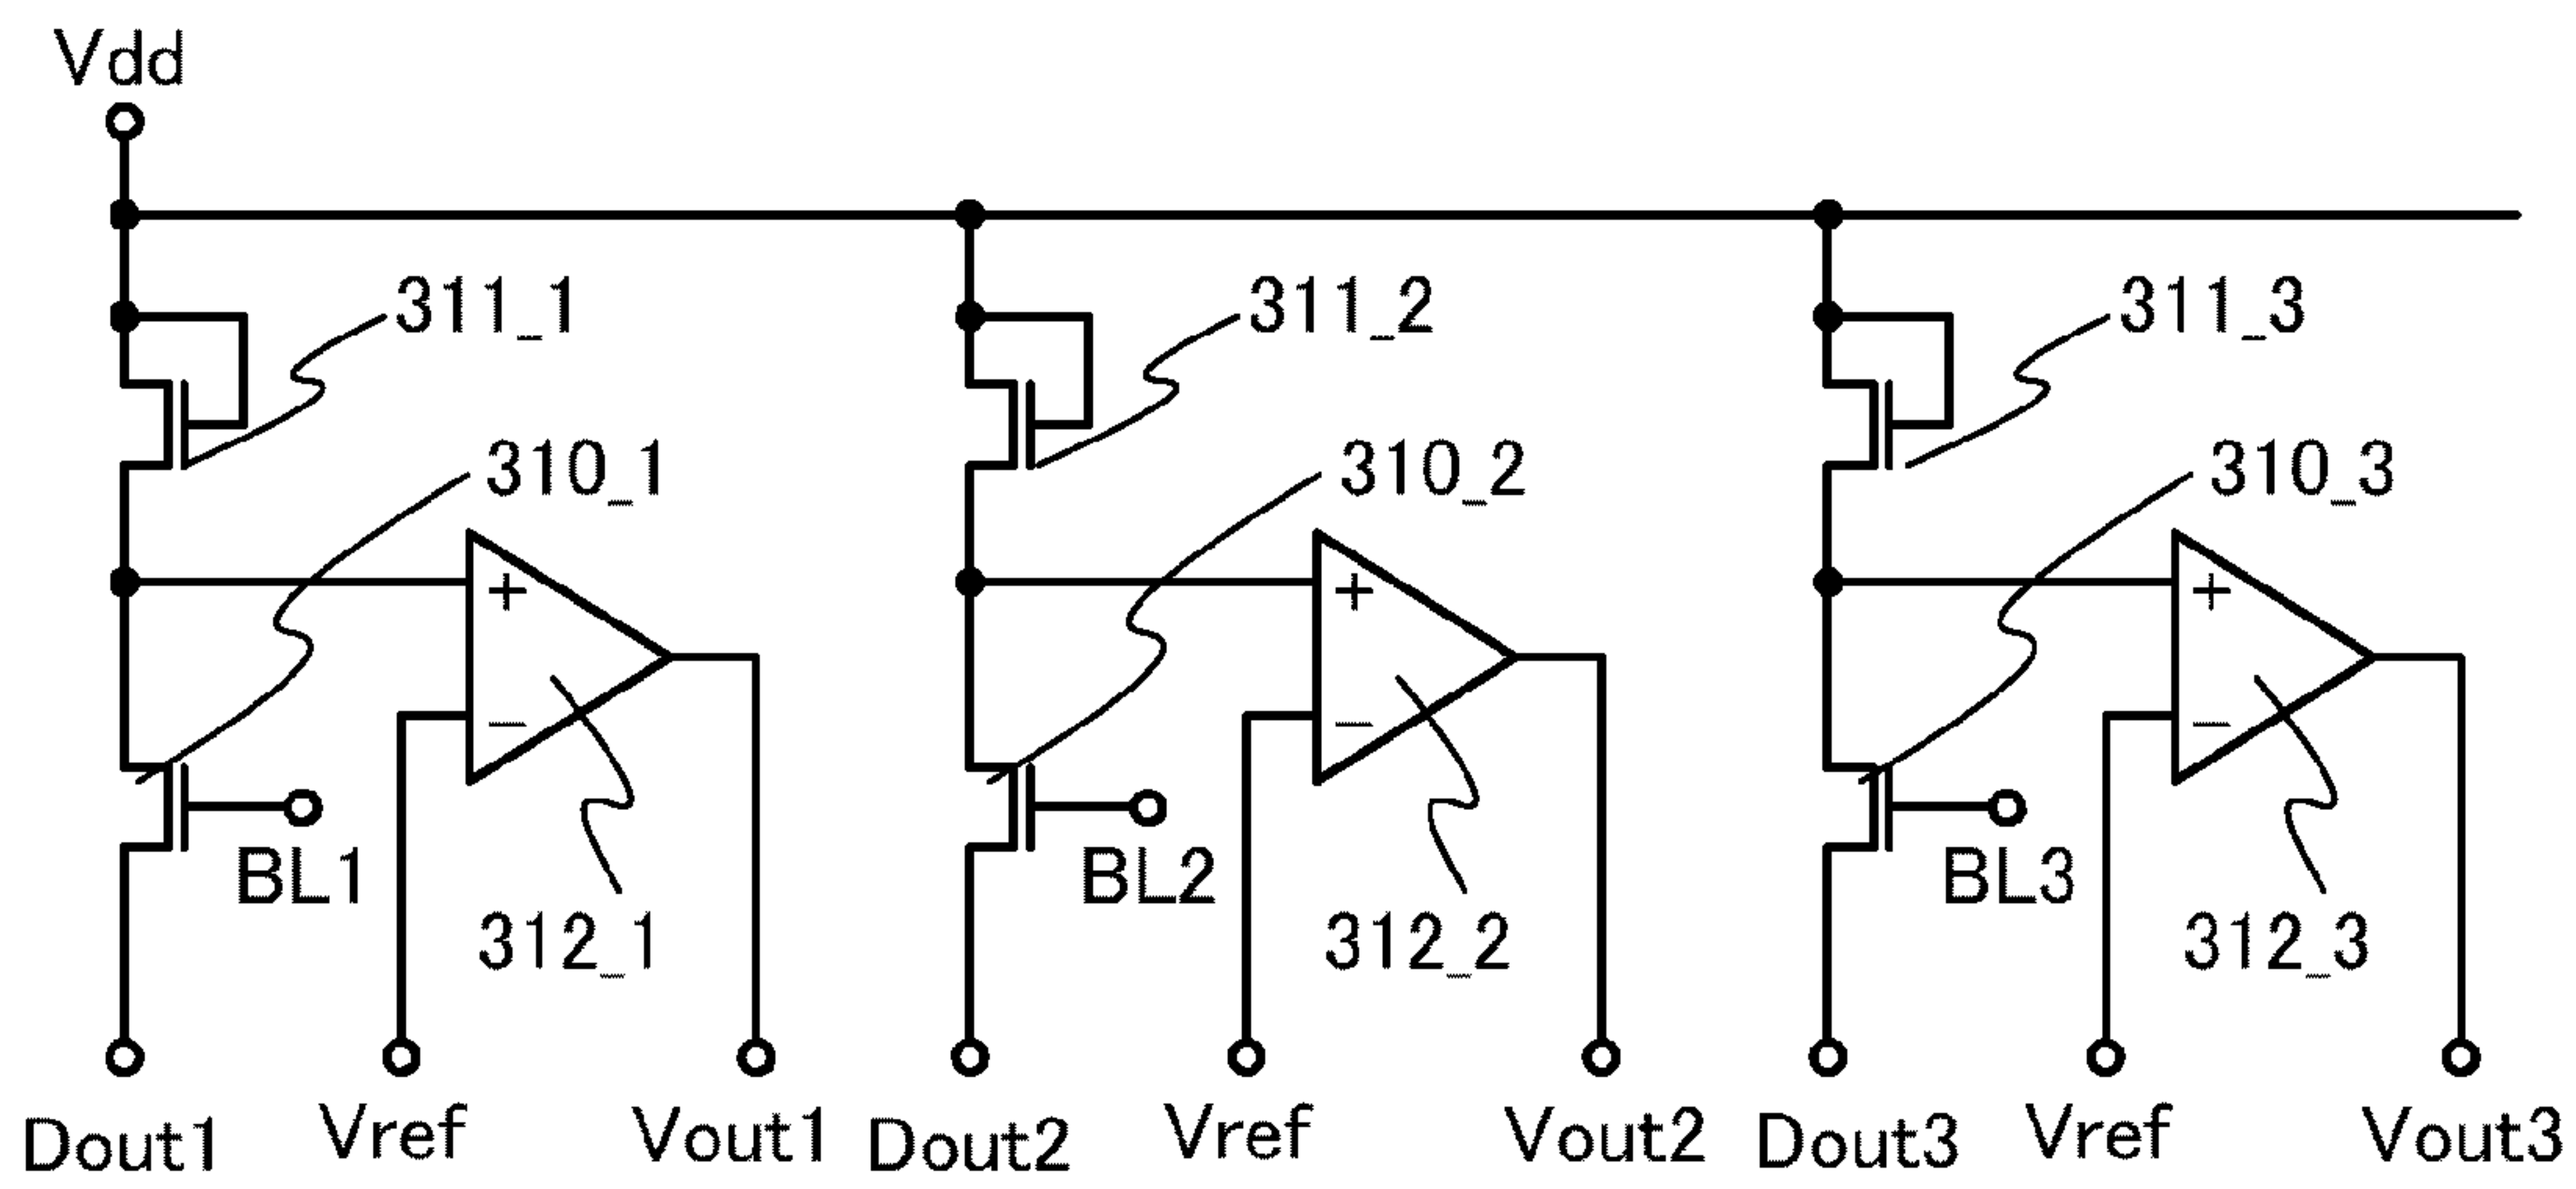 Vdd
311_1
311_2
311_3
310_1
310_2
310_3
+
+
+
−
−
−
BL1
BL2
BL3
312_1
312_2
312_3
Dout1
Vref
Vout1
Dout2
Vref
Vout2
Dout3
Vref
Vout3